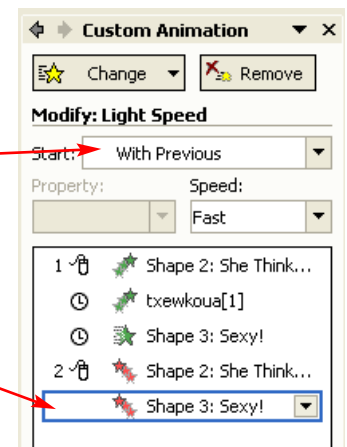 Custom Animation
Change Remove
Modify: Light Speed
Start: With Previous
Property: Speed:
Fast
1 Shape 2: She Think...
txewkoua[1]
Shape 3: Sexy!
2 Shape 2: She Think...
Shape 3: Sexy!